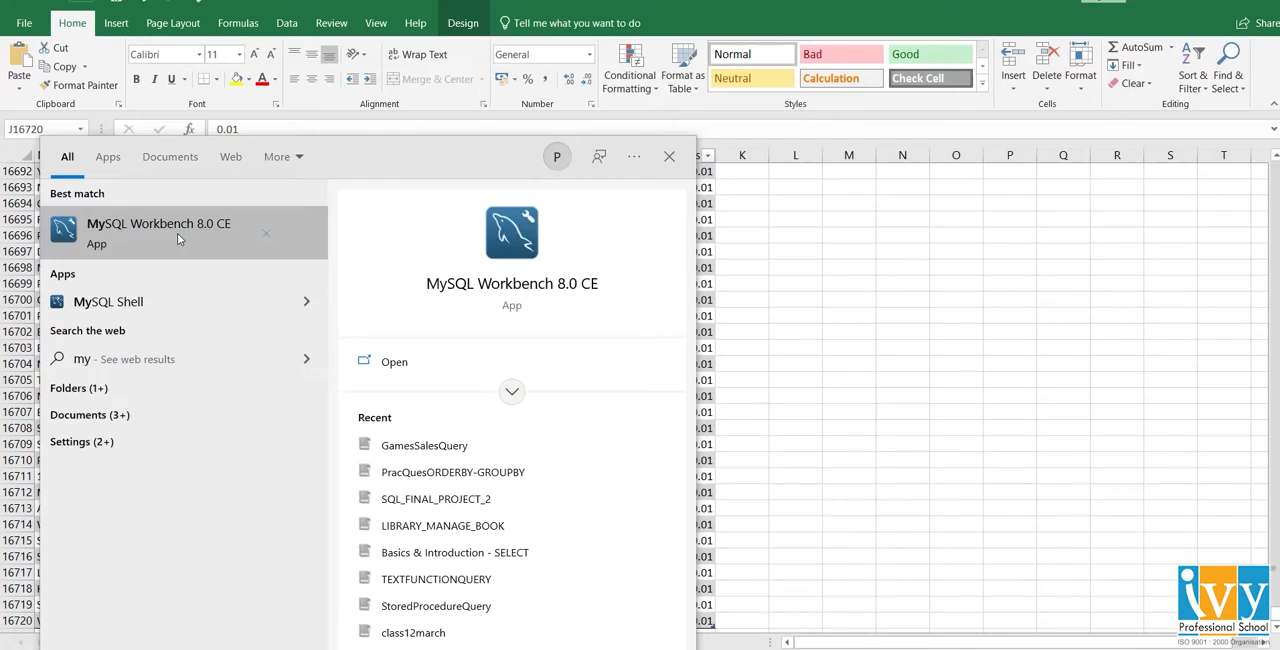 File Home Insert Page Layout Formulas Data Review View Help Design Tell me what you want to do Share
Cut
Copy
Format Painter
Paste
Clipboard
Calibri 11
B I U
Font
Wrap Text
Merge & Center
Alignment
General
Number
Conditional Formatting
Format as Table
Normal Bad Good
Neutral Calculation Check Cell
Styles
Insert Delete Format
Cells
AutoSum
Fill
Clear
Sort & Filter
Find & Select
Editing
J16720 fx 0.01
All Apps Documents Web More P
K L M N O P Q R S T
Best match
MySQL Workbench 8.0 CE
App
Apps
MySQL Shell
Search the web
my - See web results
Folders (1+)
Documents (3+)
Settings (2+)
MySQL Workbench 8.0 CE
App
Open
Recent
GamesSalesQuery
PracQuesORDERBY-GROUPBY
SQL_FINAL_PROJECT_2
LIBRARY_MANAGE_BOOK
Basics & Introduction - SELECT
TEXTFUNCTIONQUERY
StoredProcedureQuery
class12march
16692
16693
16694
16695
16696
16697
16698
16699
16700
16701
16702
16703
16704
16705
16706
16707
16708
16709
16710
16711
16712
16713
16714
16715
16716
16717
16718
16719
16720
ivy
Professional School
ISO 9001 : 2000 Organisation